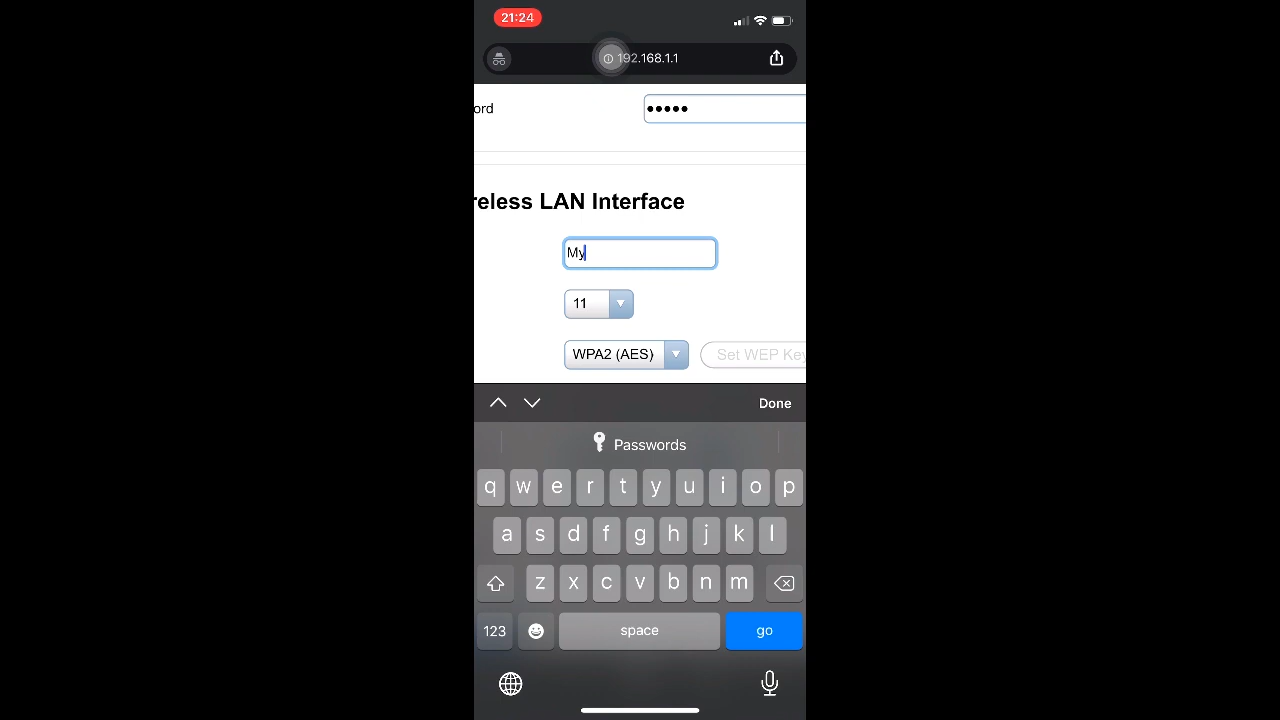 21:24
192.168.1.1
ord
•••••
reless LAN Interface
My
11
WPA2 (AES)
Set WEP Key
Done
Passwords
q w e r t y u i o p
a s d f g h j k l
z x c v b n m
123 space go